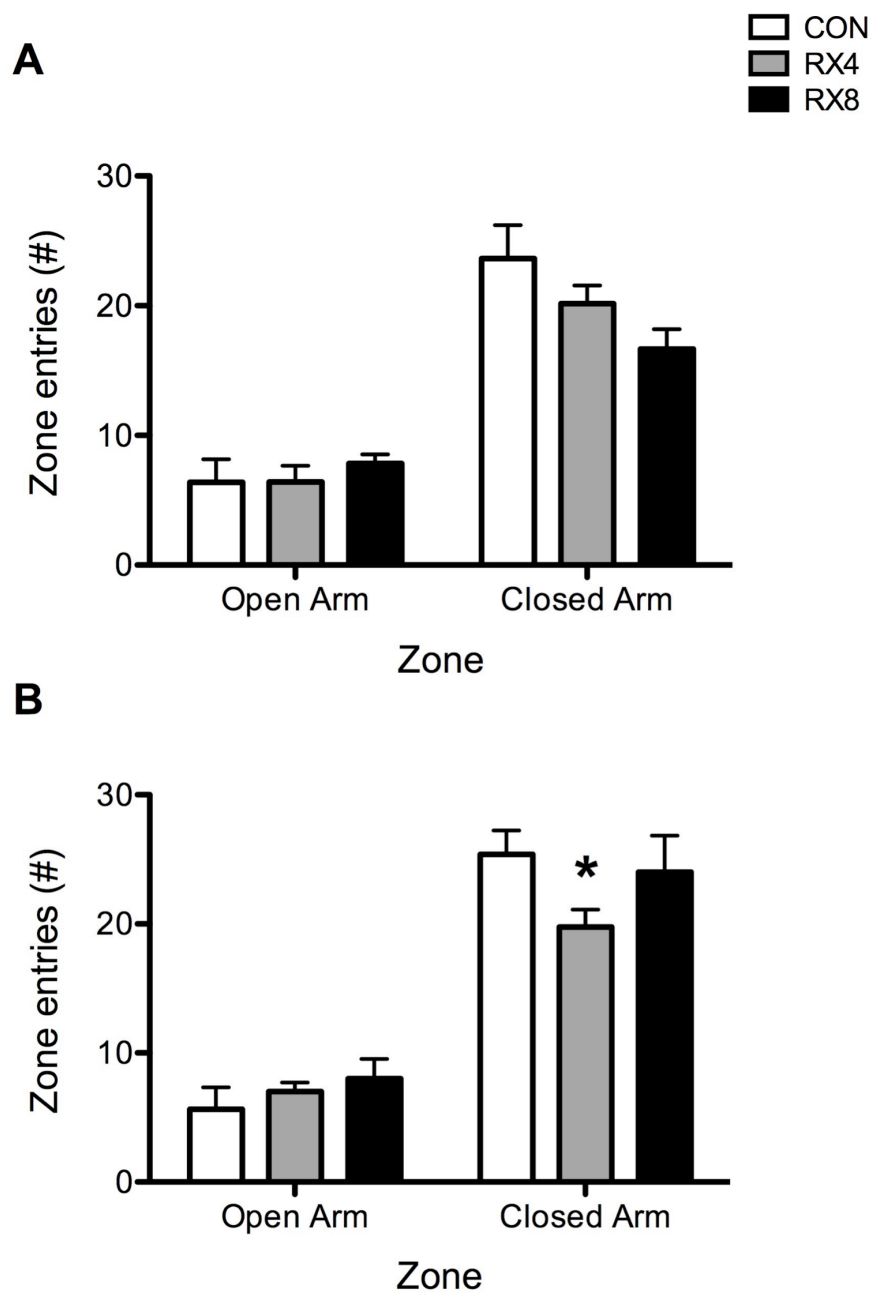 CON
A
RX4
RX8
30
20
10
0
Zone entries (#)
Open Arm Closed Arm
Zone
B
30
20
*
10
0
Zone entries (#)
Open Arm Closed Arm
Zone